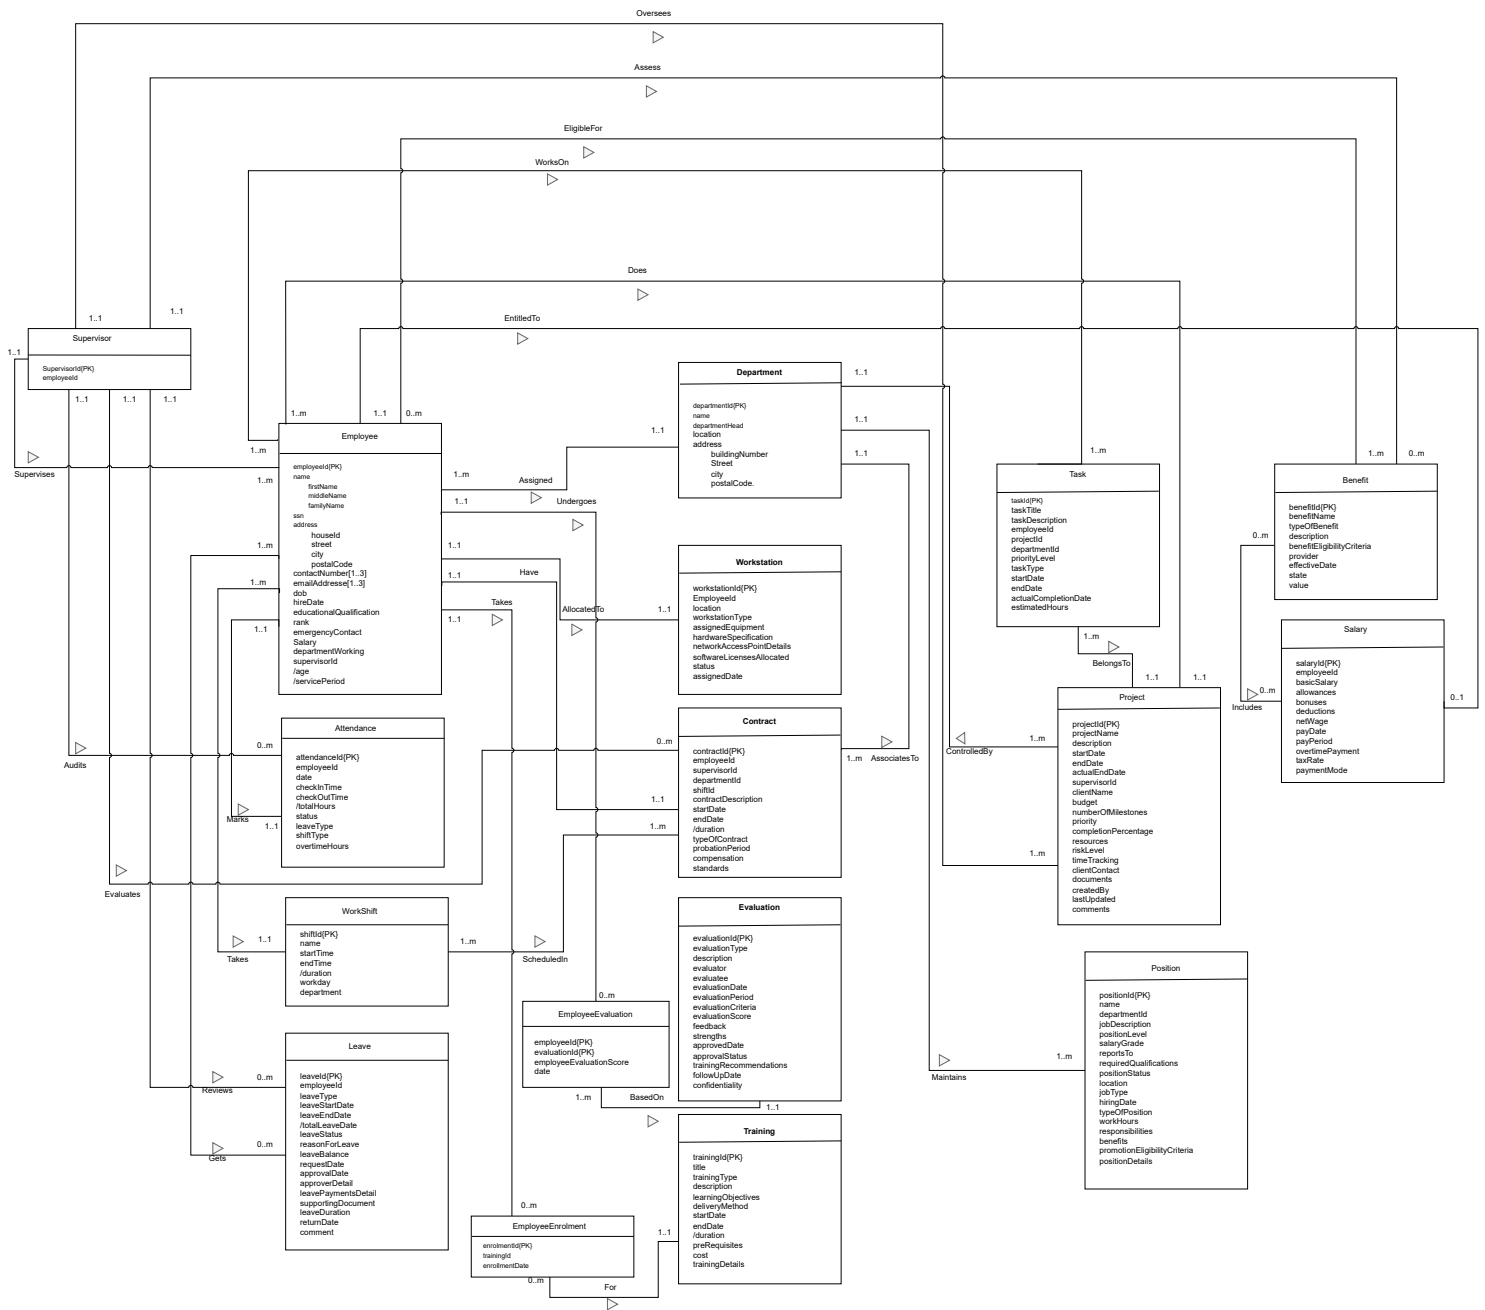 Oversees
Assess
EligibleFor
WorksOn
Does
EntitledTo
1..1
1..1
1..1
Supervisor
SupervisorId{PK}
employeeId
1..1
1..1
1..1
Supervises
1..m
1..1
0..m
1..m
1..m
1..m
1..m
1..1
Employee
employeeId{PK}
name
firstName
middleName
familyName
ssn
address
houseId
street
city
postalCode
contactNumber[1..3]
emailAddresse[1..3]
dob
hireDate
educationalQualification
rank
emergencyContact
Salary
departmentWorking
supervisorId
/age
/servicePeriod
1..m
Assigned
1..1
1..1
Undergoes
1..1
AllocatedTo
1..1
1..1
Have
1..1
Takes
Department
departmentId{PK}
name
departmentHead
location
address
buildingNumber
Street
city
postalCode.
1..1
1..1
1..1
Workstation
workstationId{PK}
EmployeeId
location
workstationType
assignedEquipment
hardwareSpecification
networkAccessPointDetails
softwareLicensesAllocated
status
assignedDate
1..m
Task
taskId{PK}
taskTitle
taskDescription
employeeId
projectId
departmentId
priorityLevel
taskType
startDate
endDate
actualCompletionDate
estimatedHours
1..m
BelongsTo
1..1
1..1
1..m
0..m
Benefit
benefitId{PK}
benefitName
typeOfBenefit
description
benefitEligibilityCriteria
provider
effectiveDate
state
value
0..m
0..m
Includes
Salary
salaryId{PK}
employeeId
basicSalary
allowances
bonuses
deductions
netWage
payDate
payPeriod
overtimePayment
taxRate
paymentMode
0..1
Attendance
attendanceId{PK}
employeeId
date
checkInTime
checkOutTime
/totalHours
status
leaveType
shiftType
overtimeHours
0..m
Audits
Marks
1..1
Contract
contractId{PK}
employeeId
supervisorId
departmentId
shiftId
contractDescription
startDate
endDate
/duration
typeOfContract
probationPeriod
compensation
standards
0..m
1..1
1..m
1..m
AssociatesTo
ControlledBy
1..m
1..m
Project
projectId{PK}
projectName
description
startDate
endDate
actualEndDate
supervisorId
clientName
budget
numberOfMilestones
priority
completionPercentage
resources
riskLevel
timeTracking
clientContact
documents
createdBy
lastUpdated
comments
Evaluates
WorkShift
shiftId{PK}
name
startTime
endTime
/duration
workday
department
1..1
Takes
1..m
ScheduledIn
Evaluation
evaluationId{PK}
evaluationType
description
evaluator
evaluatee
evaluationDate
evaluationPeriod
evaluationCriteria
evaluationScore
feedback
strengths
approvedDate
approvalStatus
trainingRecommendations
followUpDate
confidentiality
0..m
EmployeeEvaluation
employeeId{PK}
evaluationId{PK}
employeeEvaluationScore
date
1..m
BasedOn
1..1
Maintains
1..m
Position
positionId{PK}
name
departmentId
jobDescription
positionLevel
salaryGrade
reportsTo
requiredQualifications
positionStatus
location
jobType
hiringDate
typeOfPosition
workHours
responsibilities
benefits
promotionEligibilityCriteria
positionDetails
Leave
leaveId{PK}
employeeId
leaveType
leaveStartDate
leaveEndDate
/totalLeaveDate
leaveStatus
reasonForLeave
leaveBalance
requestDate
approvalDate
approverDetail
leavePaymentsDetail
supportingDocument
leaveDuration
returnDate
comment
Reviews
0..m
Gets
0..m
Training
trainingId{PK}
title
trainingType
description
learningObjectives
deliveryMethod
startDate
endDate
/duration
preRequisites
cost
trainingDetails
0..m
EmployeeEnrolment
enrolmentId{PK}
trainingId
enrollmentDate
0..m
For
1..1